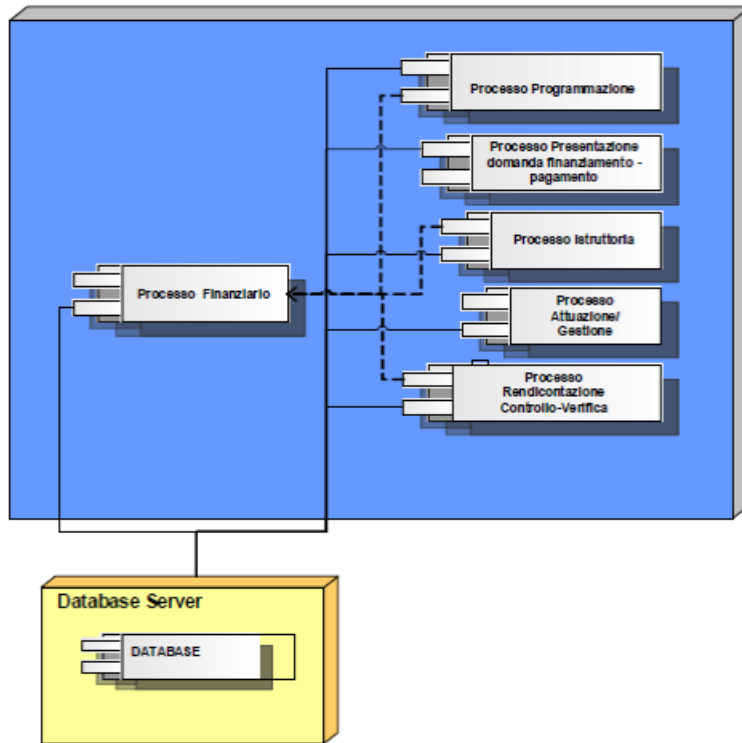 Processo Programmazione
Processo Presentazione
domanda finanziamento -
pagamento
Processo Istruttoria
Processo Finanziario
Processo
Attuazione/
Gestione
Processo
Rendicontazione
Controllo-Verifica
Database Server
DATABASE